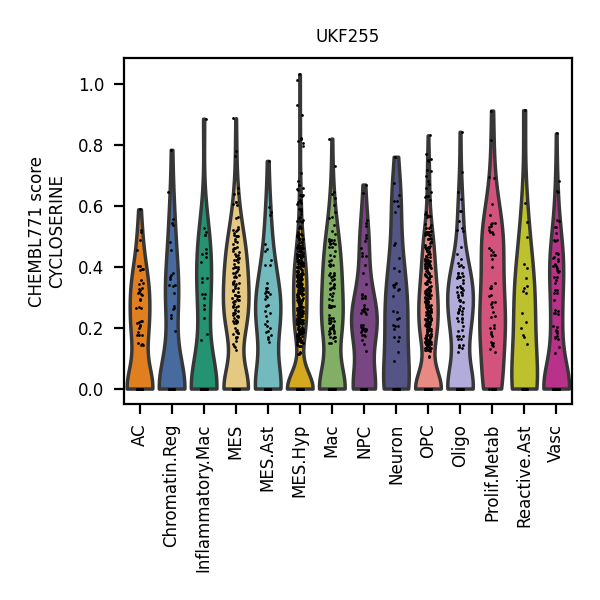 UKF255
CHEMBL771 score
CYCLOSERINE
1.0
0.8
0.6
0.4
0.2
0.0
AC
Chromatin.Reg
Inflammatory.Mac
MES
MES.Ast
MES.Hyp
Mac
NPC
Neuron
OPC
Oligo
Prolif.Metab
Reactive.Ast
Vasc